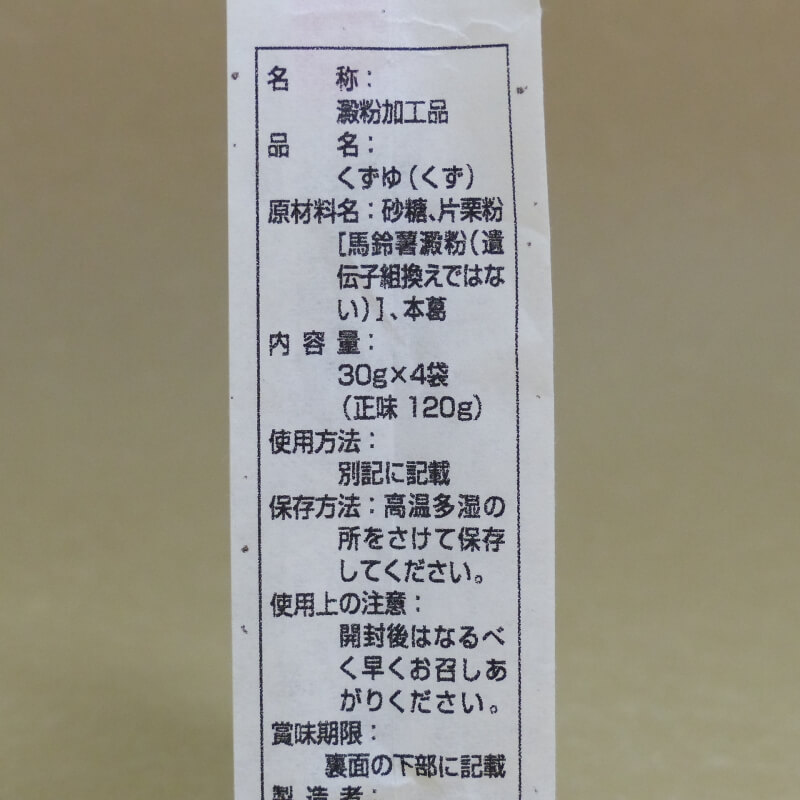 名　称：
澱粉加工品
品　名：
くずゆ（くず）
原材料名：砂糖、片栗粉
［馬鈴薯澱粉（遺
伝子組換えではな
い）］、本葛
内容量：
30g×4袋
（正味 120g）
使用方法：
別記に記載
保存方法：高温多湿の
所をさけて保存
してください。
使用上の注意：
開封後はなるべ
く早くお召しあ
がりください。
賞味期限：
裏面の下部に記載
製造者：